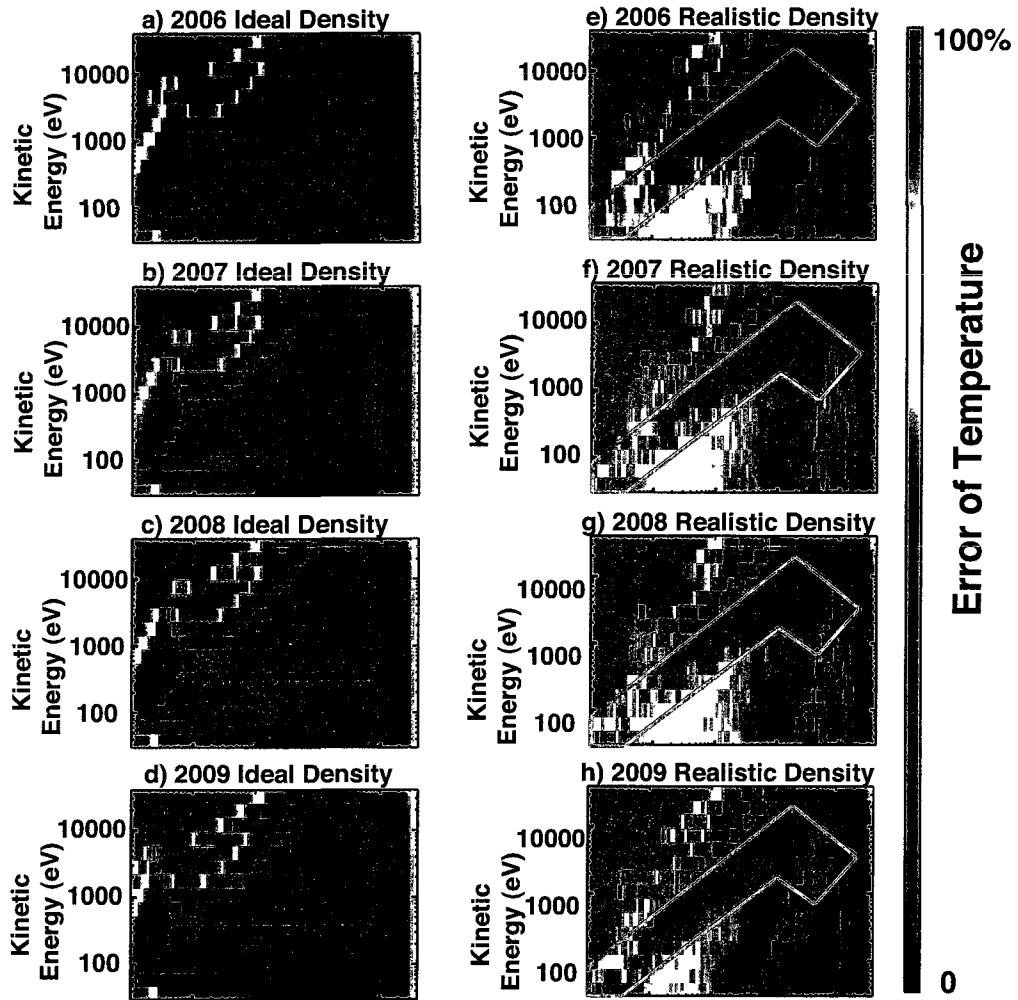 a) 2006 Ideal Density
10000
1000
100
Kinetic
Energy (eV)
b) 2007 Ideal Density
10000
1000
100
Kinetic
Energy (eV)
c) 2008 Ideal Density
10000
1000
100
Kinetic
Energy (eV)
d) 2009 Ideal Density
10000
1000
100
Kinetic
Energy (eV)
e) 2006 Realistic Density
10000
1000
100
Kinetic
Energy (eV)
f) 2007 Realistic Density
10000
1000
100
Kinetic
Energy (eV)
g) 2008 Realistic Density
10000
1000
100
Kinetic
Energy (eV)
h) 2009 Realistic Density
10000
1000
100
Kinetic
Energy (eV)
100%
Error of Temperature
0